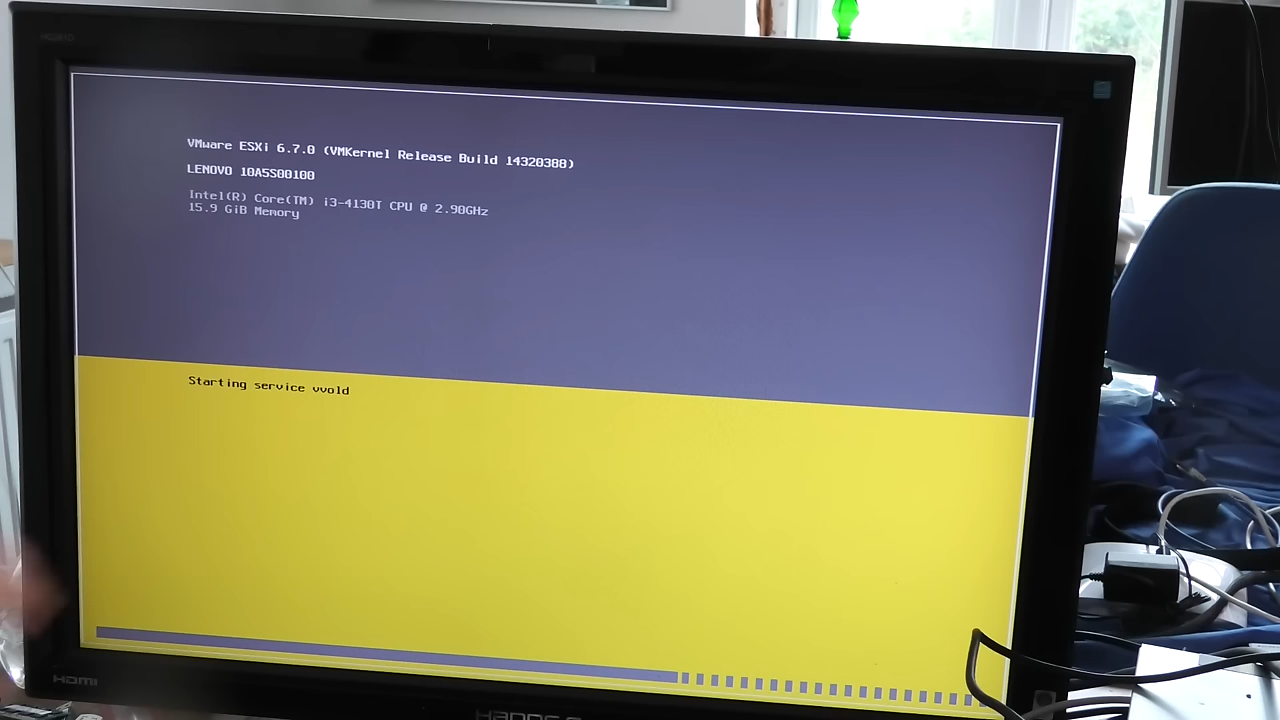 VMware ESXi 6.7.0 (VMKernel Release Build 14320388)
LENOVO 10A5S00100
Intel(R) Core(TM) i3-4130T CPU @ 2.90GHz
15.9 GiB Memory
Starting service vvold
HDMI